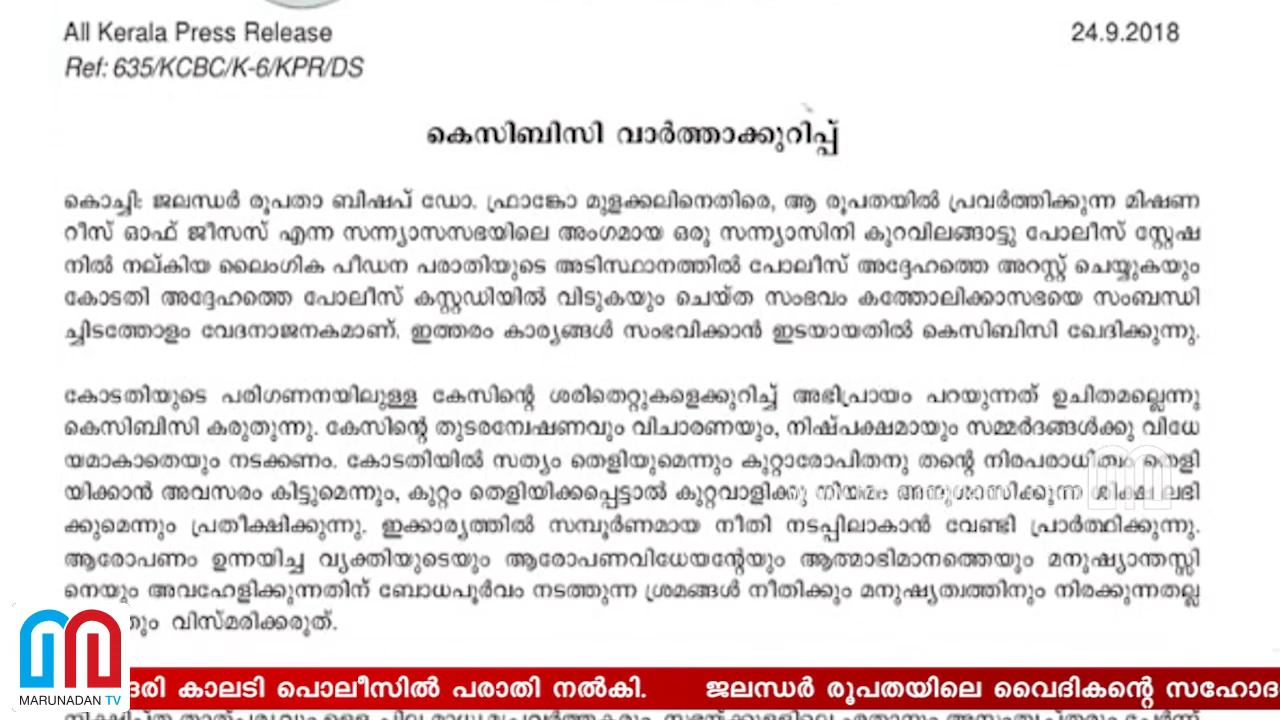 All Kerala Press Release 24.9.2018
Ref: 635/KCBC/K-6/KPR/DS
കെസിബിസി വാർത്താക്കുറിപ്പ്
കൊച്ചി: ജലന്ധർ രൂപതാ ബിഷപ് ഡോ. ഫ്രാങ്കോ മുളക്കലിനെതിരെ, ആ രൂപതയിൽ പ്രവർത്തിക്കുന്ന മിഷണ
റീസ് ഓഫ് ജീസസ് എന്ന സന്ന്യാസസഭയിലെ അംഗമായ ഒരു സന്ന്യാസിനി കുറവിലങ്ങാട്ടു പോലീസ് സ്റ്റേഷ
നിൽ നല്കിയ ലൈംഗിക പീഡന പരാതിയുടെ അടിസ്ഥാനത്തിൽ പോലീസ് അദ്ദേഹത്തെ അറസ്റ്റ് ചെയ്യുകയും
കോടതി അദ്ദേഹത്തെ പോലീസ് കസ്റ്റഡിയിൽ വിടുകയും ചെയ്ത സംഭവം കത്തോലിക്കാസഭയെ സംബന്ധി
ച്ചിടത്തോളം വേദനാജനകമാണ്. ഇത്തരം കാര്യങ്ങൾ സംഭവിക്കാൻ ഇടയായതിൽ കെസിബിസി ഖേദിക്കുന്നു.
കോടതിയുടെ പരിഗണനയിലുള്ള കേസിന്റെ ശരിതെറ്റുകളെക്കുറിച്ച് അഭിപ്രായം പറയുന്നത് ഉചിതമല്ലെന്നു
കെസിബിസി കരുതുന്നു. കേസിന്റെ തുടരന്വേഷണവും വിചാരണയും, നിഷ്പക്ഷമായും സമ്മർദങ്ങൾക്കു വിധേ
യമാകാതെയും നടക്കണം. കോടതിയിൽ സത്യം തെളിയുമെന്നും കുറ്റാരോപിതനു തന്റെ നിരപരാധിത്വം തെളി
യിക്കാൻ അവസരം കിട്ടുമെന്നും, കുറ്റം തെളിയിക്കപ്പെട്ടാൽ കുറ്റവാളിക്കു നിയമം അനുശാസിക്കുന്ന ശിക്ഷ ലഭി
ക്കുമെന്നും പ്രതീക്ഷിക്കുന്നു. ഇക്കാര്യത്തിൽ സമ്പൂർണമായ നീതി നടപ്പിലാകാൻ വേണ്ടി പ്രാർത്ഥിക്കുന്നു.
ആരോപണം ഉന്നയിച്ച വ്യക്തിയുടെയും ആരോപണവിധേയന്റേയും ആത്മാഭിമാനത്തെയും മനുഷ്യാന്തസ്സി
നെയും അവഹേളിക്കുന്നതിന് ബോധപൂർവം നടത്തുന്ന ശ്രമങ്ങൾ നീതിക്കും മനുഷ്യത്വത്തിനും നിരക്കുന്നതല്ല
വിസ്മരിക്കരുത്.
MARUNADAN TV
ദരി കാലടി പൊലീസിൽ പരാതി നൽകി. ജലന്ധർ രൂപതയിലെ വൈദികന്റെ സഹോദ